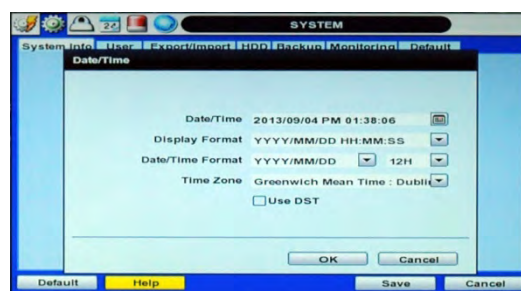 SYSTEM
System Info User Export/Import HDD Backup Monitoring Default
Date/Time
Date/Time 2013/09/04 PM 01:38:06
Display Format YYYY/MM/DD HH:MM:SS
Date/Time Format YYYY/MM/DD 12H
Time Zone Greenwich Mean Time : Dublin
Use DST
OK Cancel
Default Help Save Cancel